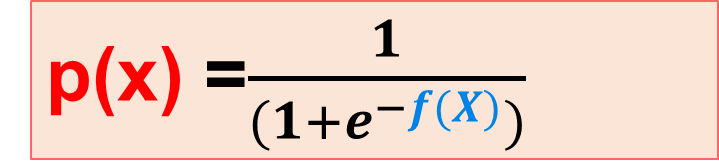 p(x) = 1/(1+e^{-f(X)})